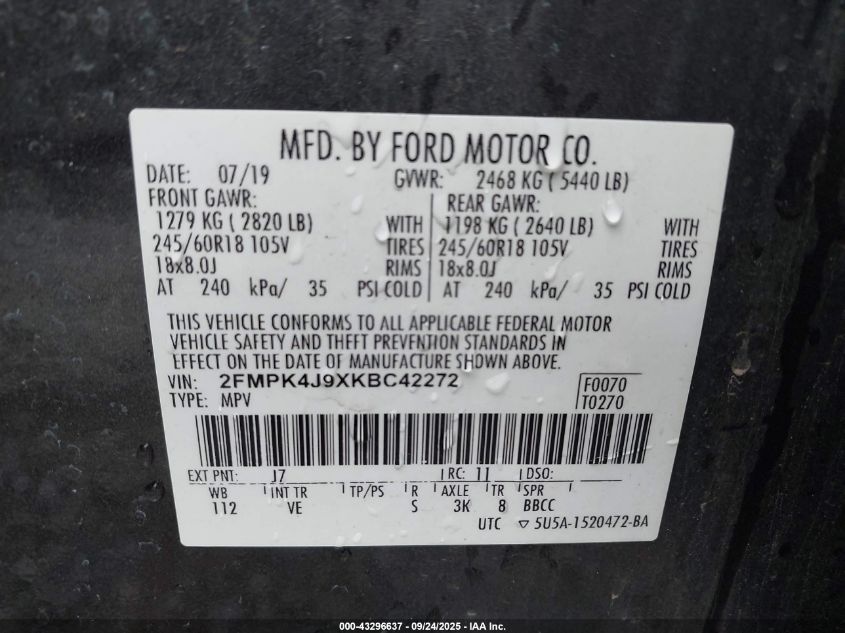 MFD. BY FORD MOTOR CO.
DATE: 07/19 GVWR: 2468 KG ( 5440 LB)
FRONT GAWR: REAR GAWR:
1279 KG ( 2820 LB) WITH 1198 KG ( 2640 LB) WITH
245/60R18 105V TIRES 245/60R18 105V TIRES
18x8.0J RIMS 18x8.0J RIMS
AT 240 kPa/ 35 PSI COLD AT 240 kPa/ 35 PSI COLD
THIS VEHICLE CONFORMS TO ALL APPLICABLE FEDERAL MOTOR
VEHICLE SAFETY AND THEFT PREVENTION STANDARDS IN
EFFECT ON THE DATE OF MANUFACTURE SHOWN ABOVE.
VIN: 2FMPK4J9XKBC42272 F0070
TYPE: MPV T0270
EXT PNT: J7 RC: 11 DSO:
WB INT TR TP/PS R AXLE TR SPR
112 VE S 3K 8 BBCC
UTC ▽ 5U5A-1520472-BA
000-43296637 - 09/24/2025 - IAA Inc.